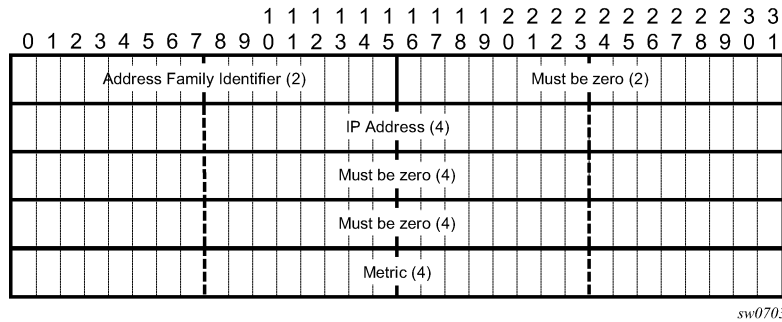 1 1 1 1 1 1 1 1 1 1 2 2 2 2 2 2 2 2 2 2 3 3
0 1 2 3 4 5 6 7 8 9 0 1 2 3 4 5 6 7 8 9 0 1 2 3 4 5 6 7 8 9 0 1
Address Family Identifier (2) Must be zero (2)
IP Address (4)
Must be zero (4)
Must be zero (4)
Metric (4)
sw0703